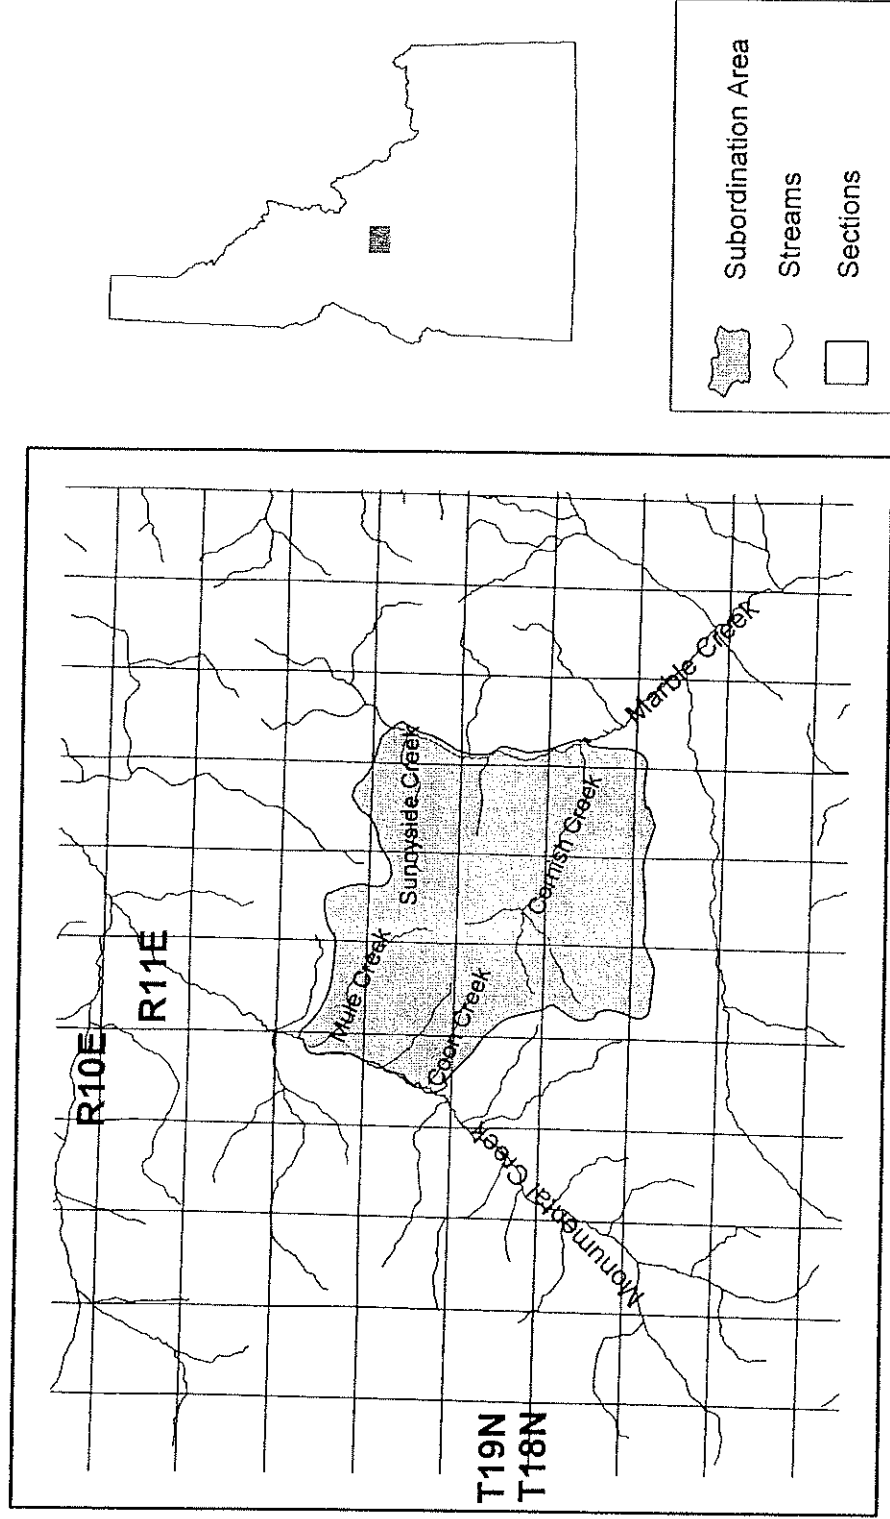 R10E
R11E
Mule Creek
Sunnyside Creek
Coon Creek
Cornish Creek
Marble Creek
Monumental Creek
T19N
T18N
Subordination Area
Streams
Sections